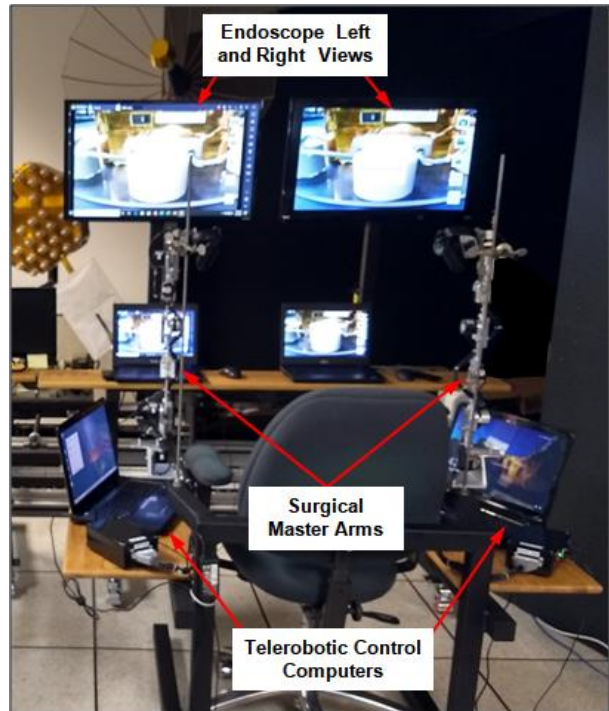 Endoscope Left
and Right Views
Surgical
Master Arms
Telerobotic Control
Computers